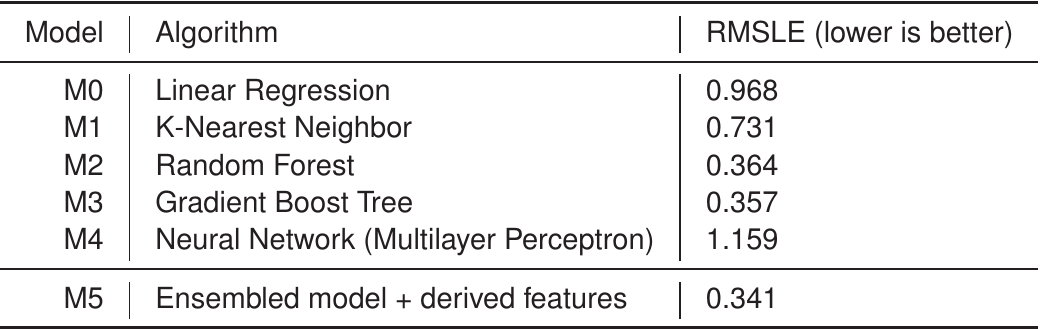 Model Algorithm RMSLE (lower is better)
M0 Linear Regression 0.968
M1 K-Nearest Neighbor 0.731
M2 Random Forest 0.364
M3 Gradient Boost Tree 0.357
M4 Neural Network (Multilayer Perceptron) 1.159
M5 Ensembled model + derived features 0.341